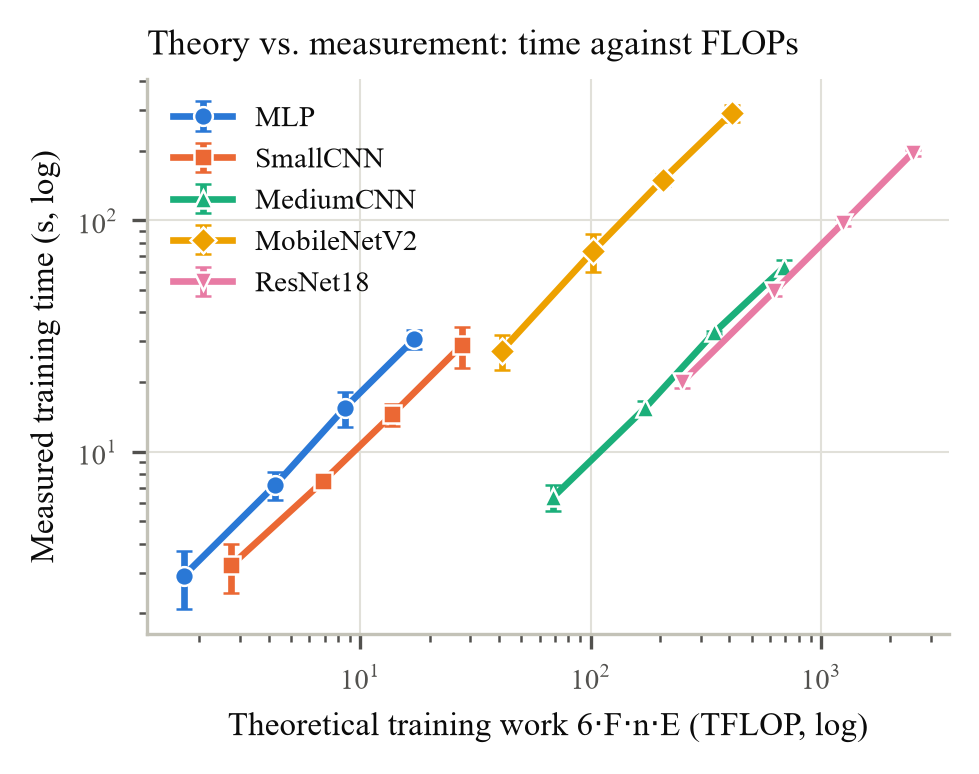 Theory vs. measurement: time against FLOPs
MLP
SmallCNN
MediumCNN
MobileNetV2
ResNet18
Measured training time (s, log)
10²
10¹
10¹
10²
10³
Theoretical training work 6·F·n·E (TFLOP, log)